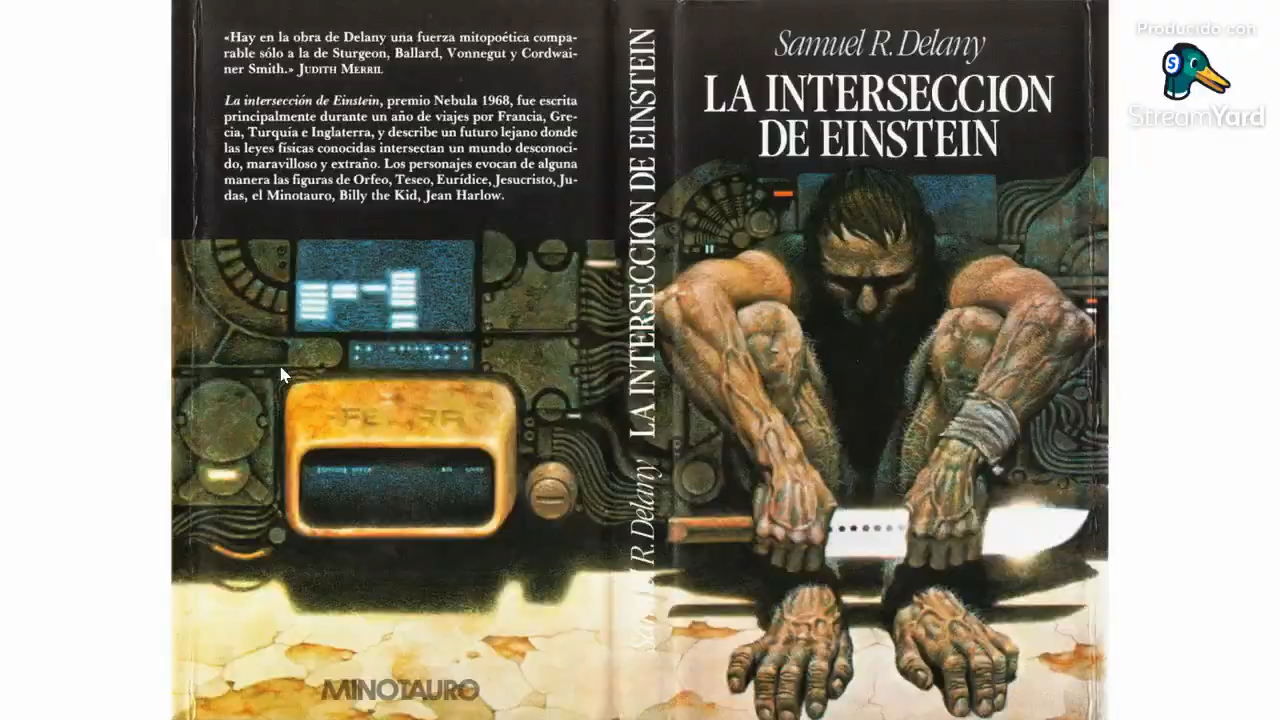 «Hay en la obra de Delany una fuerza mitopoética compa-
rable sólo a la de Sturgeon, Ballard, Vonnegut y Cordwai-
ner Smith.» JUDITH MERRIL
La intersección de Einstein, premio Nebula 1968, fue escrita
principalmente durante un año de viajes por Francia, Gre-
cia, Turquía e Inglaterra, y describe un futuro lejano donde
las leyes físicas conocidas intersectan un mundo desconoci-
do, maravilloso y extraño. Los personajes evocan de alguna
manera las figuras de Orfeo, Teseo, Eurídice, Jesucristo, Ju-
das, el Minotauro, Billy the Kid, Jean Harlow.
MINOTAURO
LA INTERSECCION DE EINSTEIN
R. Delany
Samuel R. Delany
LA INTERSECCION
DE EINSTEIN
Producido con
S
StreamYard